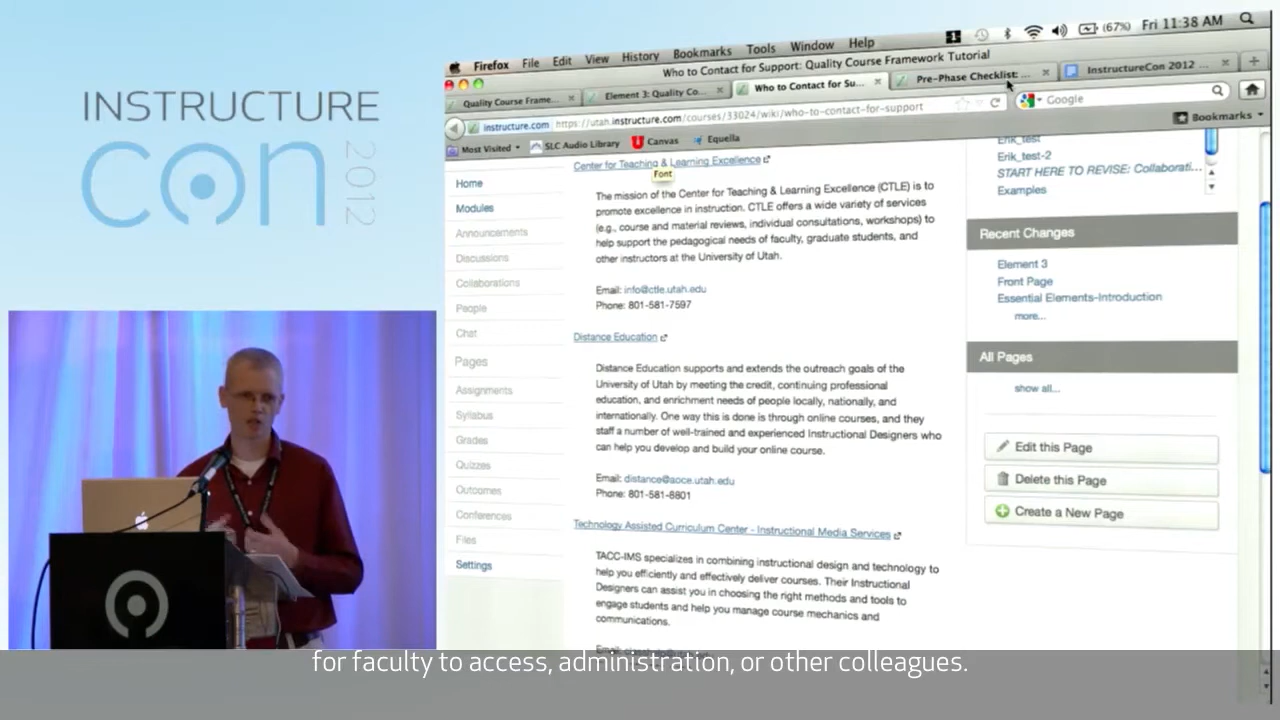 INSTRUCTURE
con 2012
Firefox File Edit View History Bookmarks Tools Window Help
(67%) Fri 11:38 AM
Who to Contact for Support: Quality Course Framework Tutorial
Quality Course Frame...
Element 3: Quality Co...
Who to Contact for Su...
Pre-Phase Checklist: ...
InstructureCon 2012 ...
instructure.com https://utah.instructure.com/courses/33024/wiki/who-to-contact-for-support
Google
Most Visited
SLC Audio Library
Canvas
Equella
Bookmarks
Home
Modules
Announcements
Discussions
Collaborations
People
Chat
Pages
Assignments
Syllabus
Grades
Quizzes
Outcomes
Conferences
Files
Settings
Center for Teaching & Learning Excellence
Font
The mission of the Center for Teaching & Learning Excellence (CTLE) is to
promote excellence in instruction. CTLE offers a wide variety of services
(e.g., course and material reviews, individual consultations, workshops) to
help support the pedagogical needs of faculty, graduate students, and
other instructors at the University of Utah.
Email: info@ctle.utah.edu
Phone: 801-581-7597
Distance Education
Distance Education supports and extends the outreach goals of the
University of Utah by meeting the credit, continuing professional
education, and enrichment needs of people locally, nationally, and
internationally. One way this is done is through online courses, and they
staff a number of well-trained and experienced Instructional Designers who
can help you develop and build your online course.
Email: distance@aoce.utah.edu
Phone: 801-581-8801
Technology Assisted Curriculum Center - Instructional Media Services
TACC-IMS specializes in combining instructional design and technology to
help you efficiently and effectively deliver courses. Their Instructional
Designers can assist you in choosing the right methods and tools to
engage students and help you manage course mechanics and
communications.
Erik_test
Erik_test-2
START HERE TO REVISE: Collaborati...
Examples
Recent Changes
Element 3
Front Page
Essential Elements-Introduction
more...
All Pages
show all...
Edit this Page
Delete this Page
Create a New Page
for faculty to access, administration, or other colleagues.